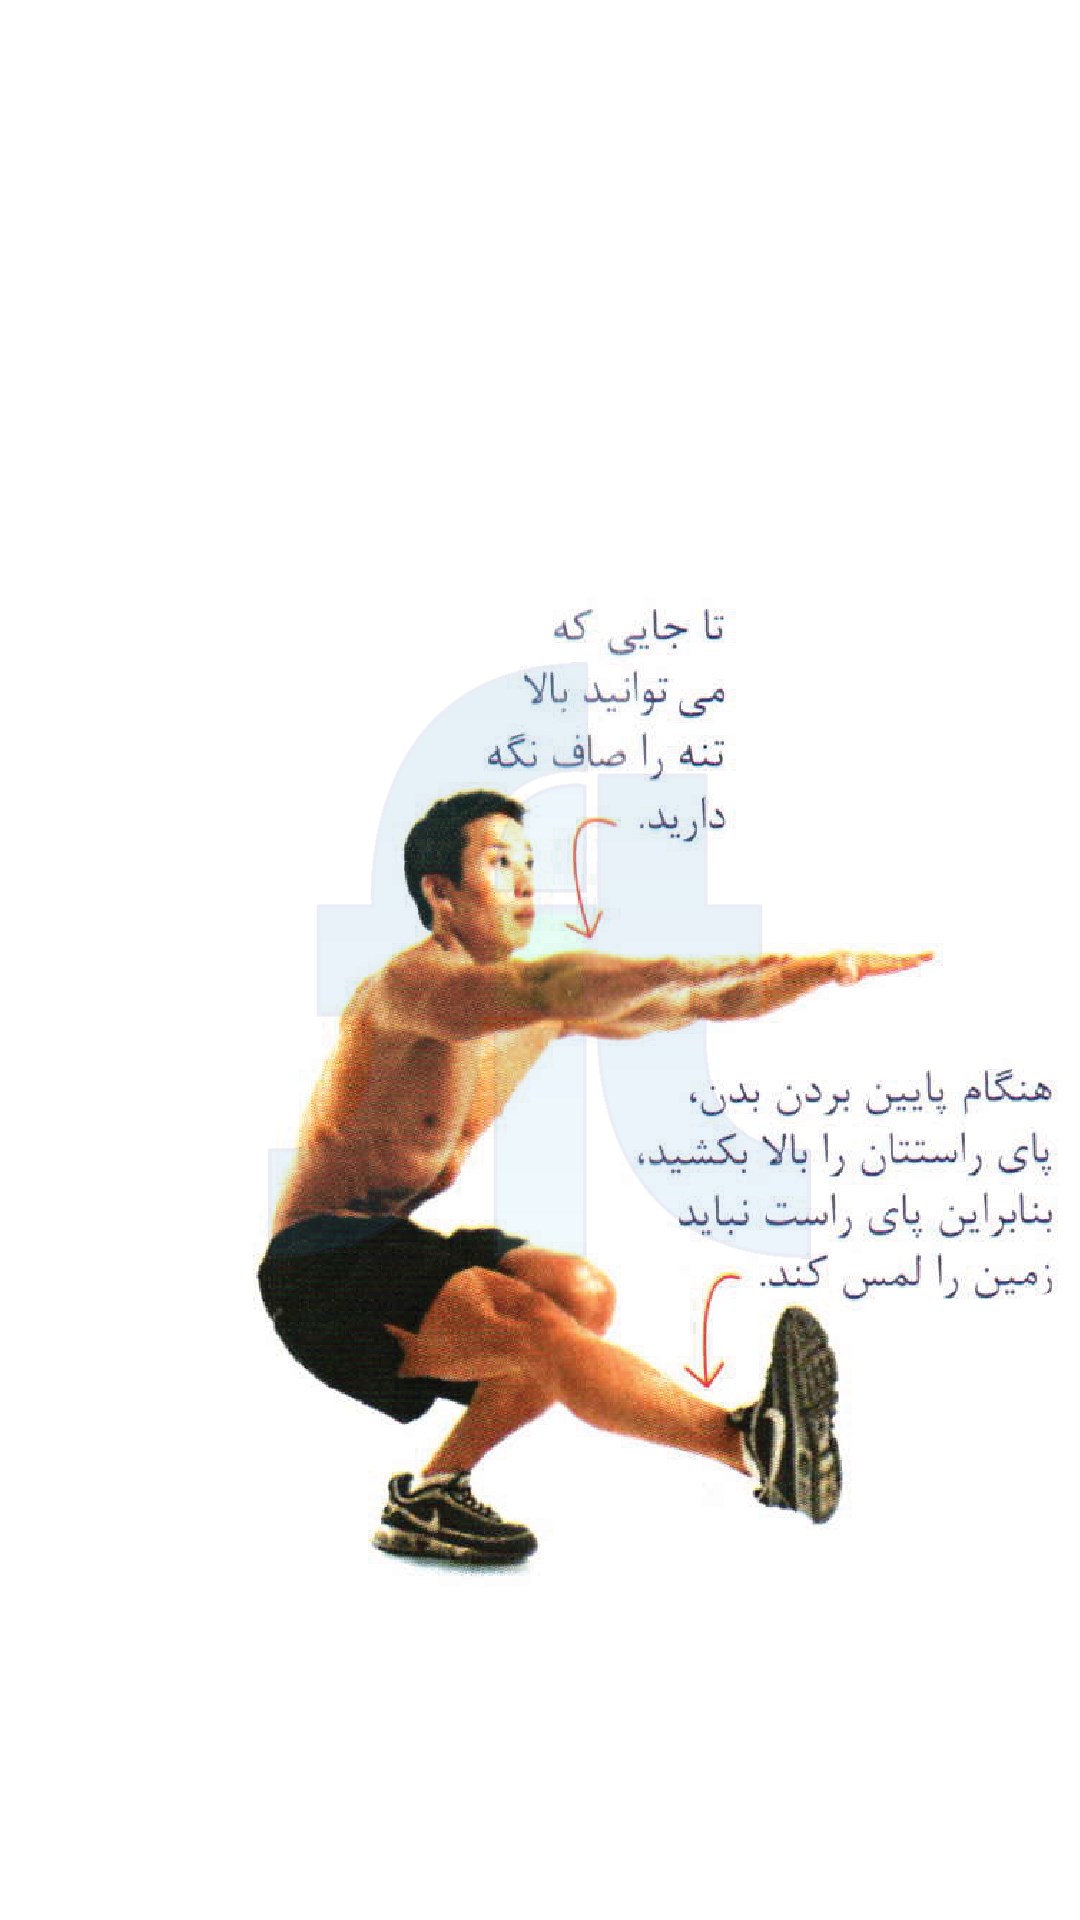 تا جایی که
می توانید بالا
تنه را صاف نگه
دارید.
هنگام پایین بردن بدن،
پای راستتان را بالا بکشید،
بنابراین پای راست نباید
زمین را لمس کند.